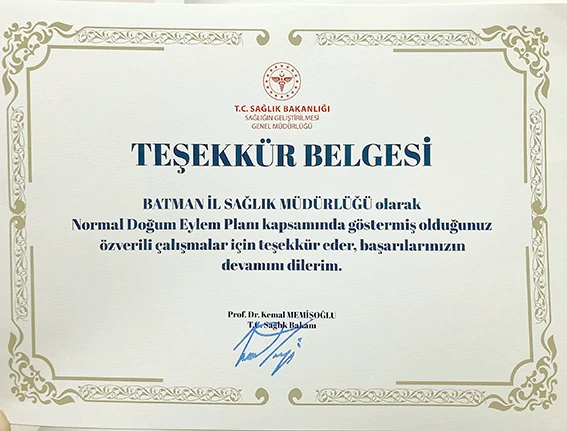 T.C. SAĞLIK BAKANLIĞI
SAĞLIĞIN GELİŞTİRİLMESİ
GENEL MÜDÜRLÜĞÜ
TEŞEKKÜR BELGESİ
BATMAN İL SAĞLIK MÜDÜRLÜĞÜ olarak
Normal Doğum Eylem Planı kapsamında göstermiş olduğunuz
özverili çalışmalar için teşekkür eder, başarılarınızın
devamını dilerim.
Prof. Dr. Kemal MEMİŞOĞLU
T.C. Sağlık Bakanı